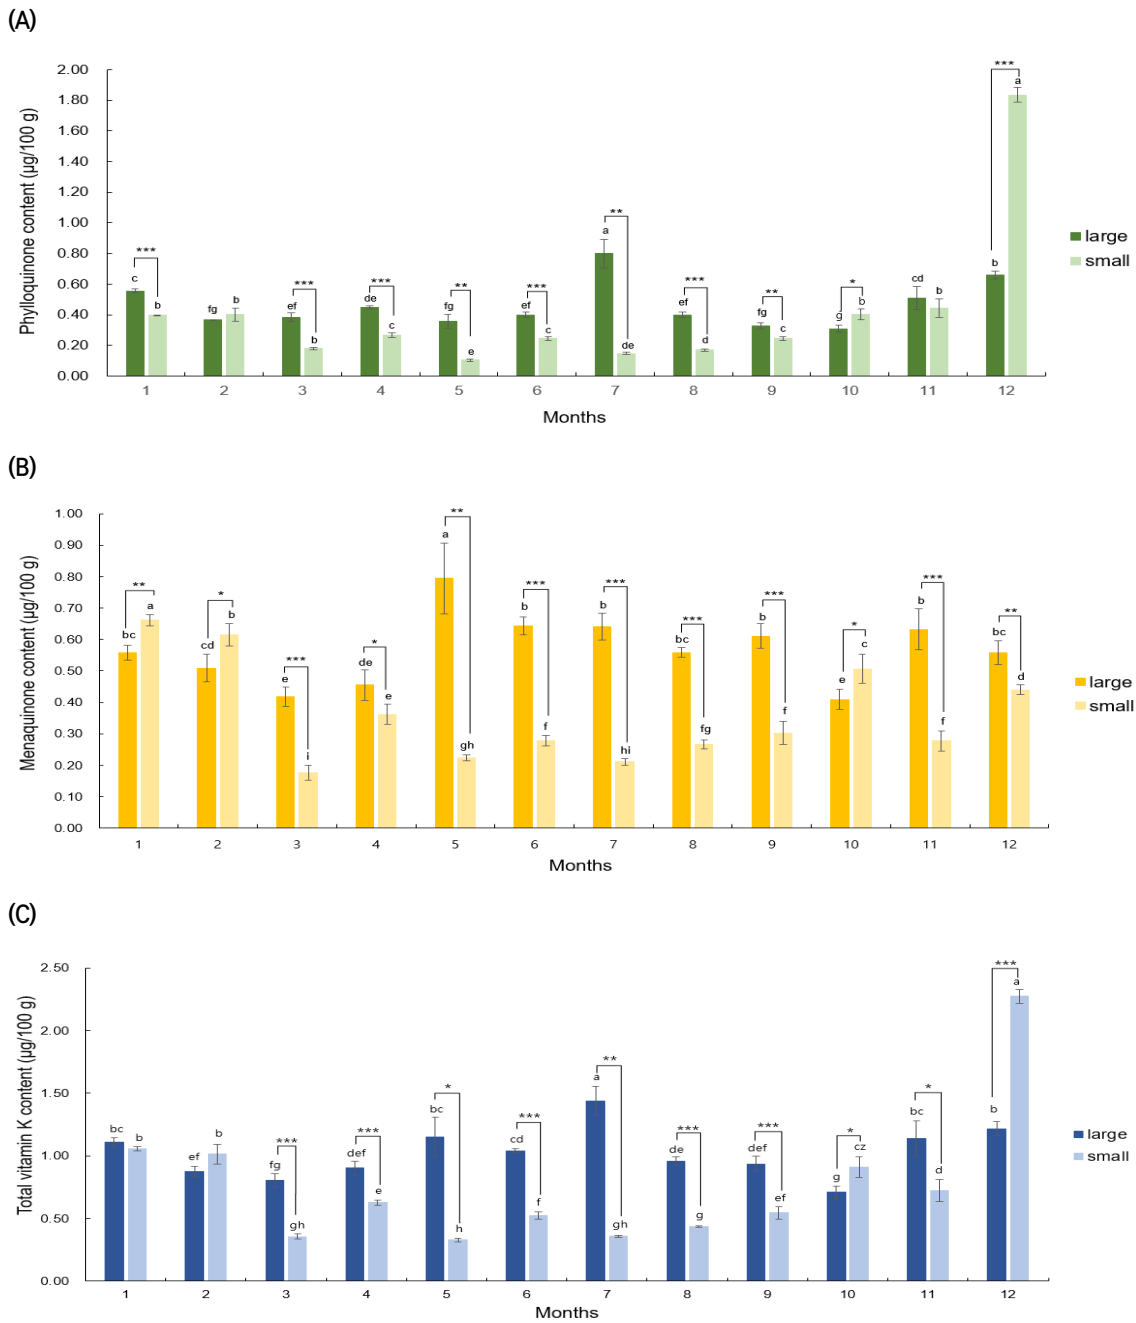 (A)
Phylloquinone content (µg/100 g)
2.00
1.80
1.60
1.40
1.20
1.00
0.80
0.60
0.40
0.20
0.00
*** *** *** ** *** ** *** ** * ***
c b fg b ef b de c fg e ef c a de ef d fg c g b cd b b a
1 2 3 4 5 6 7 8 9 10 11 12
Months
large
small
(B)
Menaquinone content (µg/100 g)
1.00
0.90
0.80
0.70
0.60
0.50
0.40
0.30
0.20
0.10
0.00
** * *** * ** *** *** *** *** * *** **
bc a cd b e i de e a gh b f b hi bc fg b f e c b f bc d
1 2 3 4 5 6 7 8 9 10 11 12
Months
large
small
(C)
Total vitamin K content (µg/100 g)
2.50
2.00
1.50
1.00
0.50
0.00
*** *** * *** ** *** *** * * ***
bc b ef b fg gh def e bc h cd f a gh de g def ef g cz bc d b a
1 2 3 4 5 6 7 8 9 10 11 12
Months
large
small